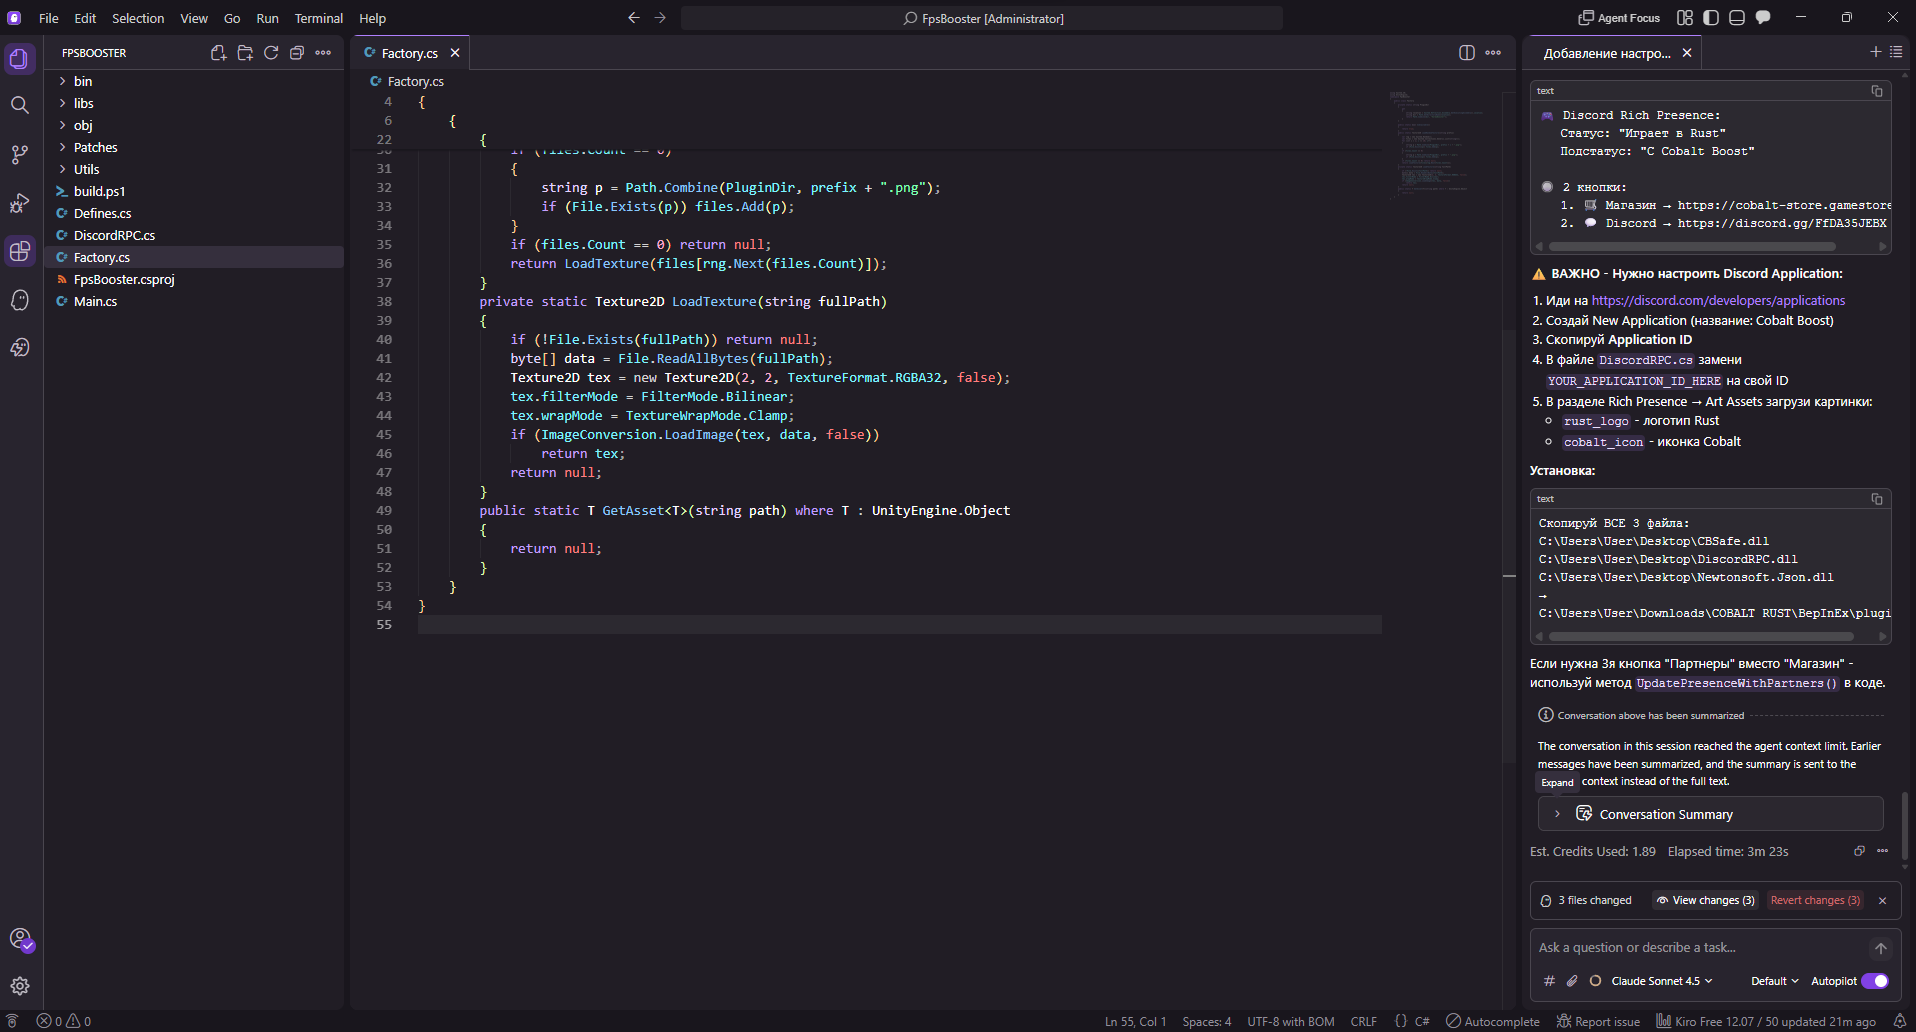 File Edit Selection View Go Run Terminal Help
FpsBooster [Administrator]
Agent Focus
FPSBOOSTER
bin
libs
obj
Patches
Utils
build.ps1
Defines.cs
DiscordRPC.cs
Factory.cs
FpsBooster.csproj
Main.cs
Factory.cs
Factory.cs
4 {
6 {
22 {
if (files.Count == 0)
31 {
32 string p = Path.Combine(PluginDir, prefix + ".png");
33 if (File.Exists(p)) files.Add(p);
34 }
35 if (files.Count == 0) return null;
36 return LoadTexture(files[rng.Next(files.Count)]);
37 }
38 private static Texture2D LoadTexture(string fullPath)
39 {
40 if (!File.Exists(fullPath)) return null;
41 byte[] data = File.ReadAllBytes(fullPath);
42 Texture2D tex = new Texture2D(2, 2, TextureFormat.RGBA32, false);
43 tex.filterMode = FilterMode.Bilinear;
44 tex.wrapMode = TextureWrapMode.Clamp;
45 if (ImageConversion.LoadImage(tex, data, false))
46 return tex;
47 return null;
48 }
49 public static T GetAsset<T>(string path) where T : UnityEngine.Object
50 {
51 return null;
52 }
53 }
54 }
55
Добавление настро...
text
Discord Rich Presence:
Статус: "Играет в Rust"
Подстатус: "С Cobalt Boost"
2 кнопки:
1. Магазин → https://cobalt-store.gamestore
2. Discord → https://discord.gg/FfDA35JEBX
ВАЖНО - Нужно настроить Discord Application:
1. Иди на https://discord.com/developers/applications
2. Создай New Application (название: Cobalt Boost)
3. Скопируй Application ID
4. В файле DiscordRPC.cs замени
YOUR_APPLICATION_ID_HERE на свой ID
5. В разделе Rich Presence → Art Assets загрузи картинки:
rust_logo - логотип Rust
cobalt_icon - иконка Cobalt
Установка:
text
Скопируй ВСЕ 3 файла:
C:\Users\User\Desktop\CBSafe.dll
C:\Users\User\Desktop\DiscordRPC.dll
C:\Users\User\Desktop\Newtonsoft.Json.dll
→
C:\Users\User\Downloads\COBALT RUST\BepInEx\plugi
Если нужна 3я кнопка "Партнеры" вместо "Магазин" -
используй метод UpdatePresenceWithPartners() в коде.
Conversation above has been summarized
The conversation in this session reached the agent context limit. Earlier
messages have been summarized, and the summary is sent to the
Expand context instead of the full text.
Conversation Summary
Est. Credits Used: 1.89 Elapsed time: 3m 23s
3 files changed View changes (3) Revert changes (3)
Ask a question or describe a task...
# Claude Sonnet 4.5 Default Autopilot
0 0
Ln 55, Col 1 Spaces: 4 UTF-8 with BOM CRLF {} C# Autocomplete Report issue Kiro Free 12.07 / 50 updated 21m ago